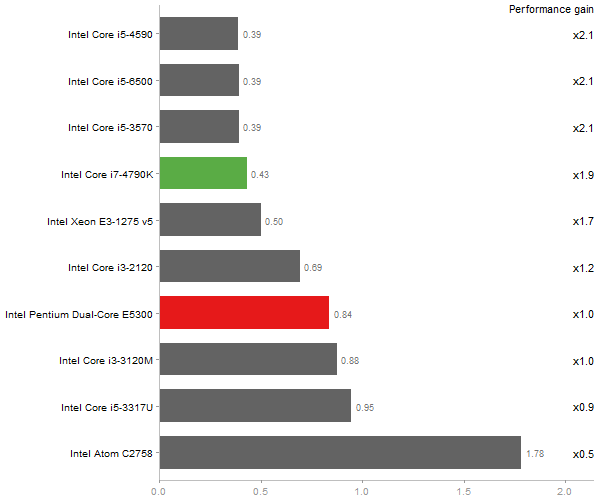 Performance gain
Intel Core i5-4590 0.39 x2.1
Intel Core i5-6500 0.39 x2.1
Intel Core i5-3570 0.39 x2.1
Intel Core i7-4790K 0.43 x1.9
Intel Xeon E3-1275 v5 0.50 x1.7
Intel Core i3-2120 0.69 x1.2
Intel Pentium Dual-Core E5300 0.84 x1.0
Intel Core i3-3120M 0.88 x1.0
Intel Core i5-3317U 0.95 x0.9
Intel Atom C2758 1.78 x0.5
0.0 0.5 1.0 1.5 2.0